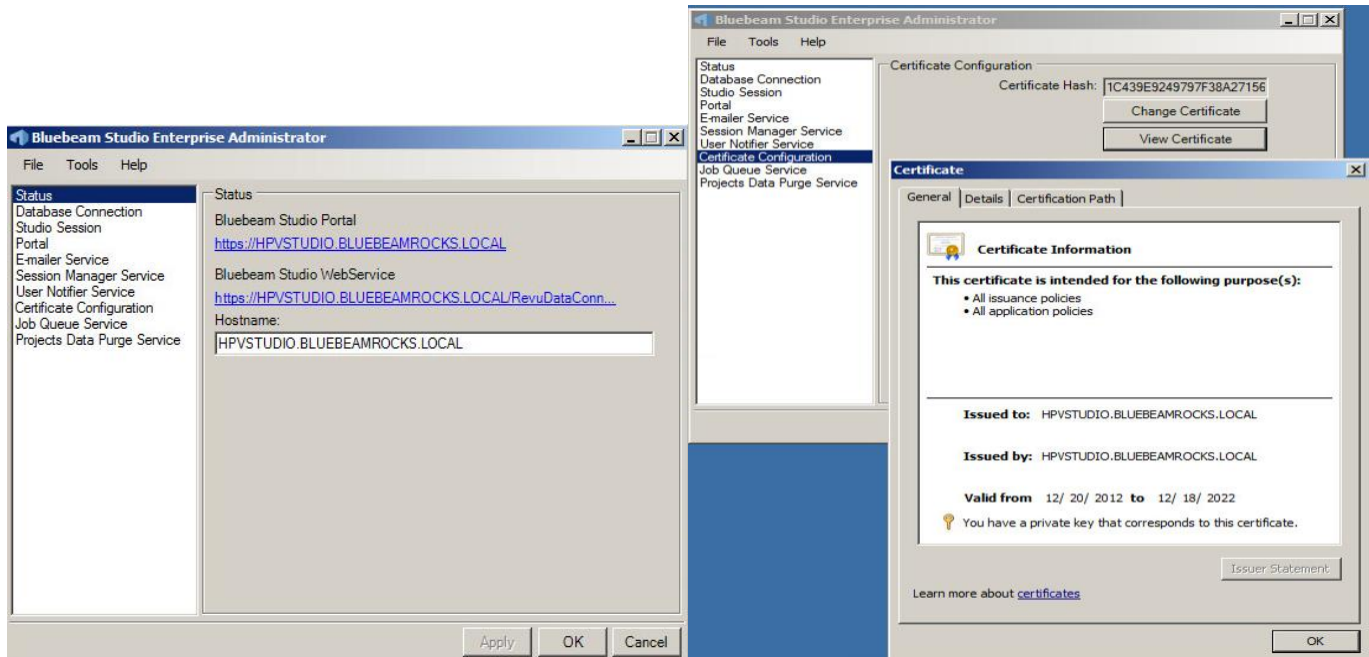 Bluebeam Studio Enterprise Administrator
File Tools Help
Status
Database Connection
Studio Session
Portal
E-mailer Service
Session Manager Service
User Notifier Service
Certificate Configuration
Job Queue Service
Projects Data Purge Service
Status
Bluebeam Studio Portal
https://HPVSTUDIO.BLUEBEAMROCKS.LOCAL
Bluebeam Studio WebService
https://HPVSTUDIO.BLUEBEAMROCKS.LOCAL/RevuDataConn...
Hostname:
HPVSTUDIO.BLUEBEAMROCKS.LOCAL
Apply OK Cancel
Bluebeam Studio Enterprise Administrator
File Tools Help
Status
Database Connection
Studio Session
Portal
E-mailer Service
Session Manager Service
User Notifier Service
Certificate Configuration
Job Queue Service
Projects Data Purge Service
Certificate Configuration
Certificate Hash: 1C439E9249797F38A27156
Change Certificate
View Certificate
Certificate
General Details Certification Path
Certificate Information
This certificate is intended for the following purpose(s):
• All issuance policies
• All application policies
Issued to: HPVSTUDIO.BLUEBEAMROCKS.LOCAL
Issued by: HPVSTUDIO.BLUEBEAMROCKS.LOCAL
Valid from 12/ 20/ 2012 to 12/ 18/ 2022
You have a private key that corresponds to this certificate.
Issuer Statement
Learn more about certificates
OK